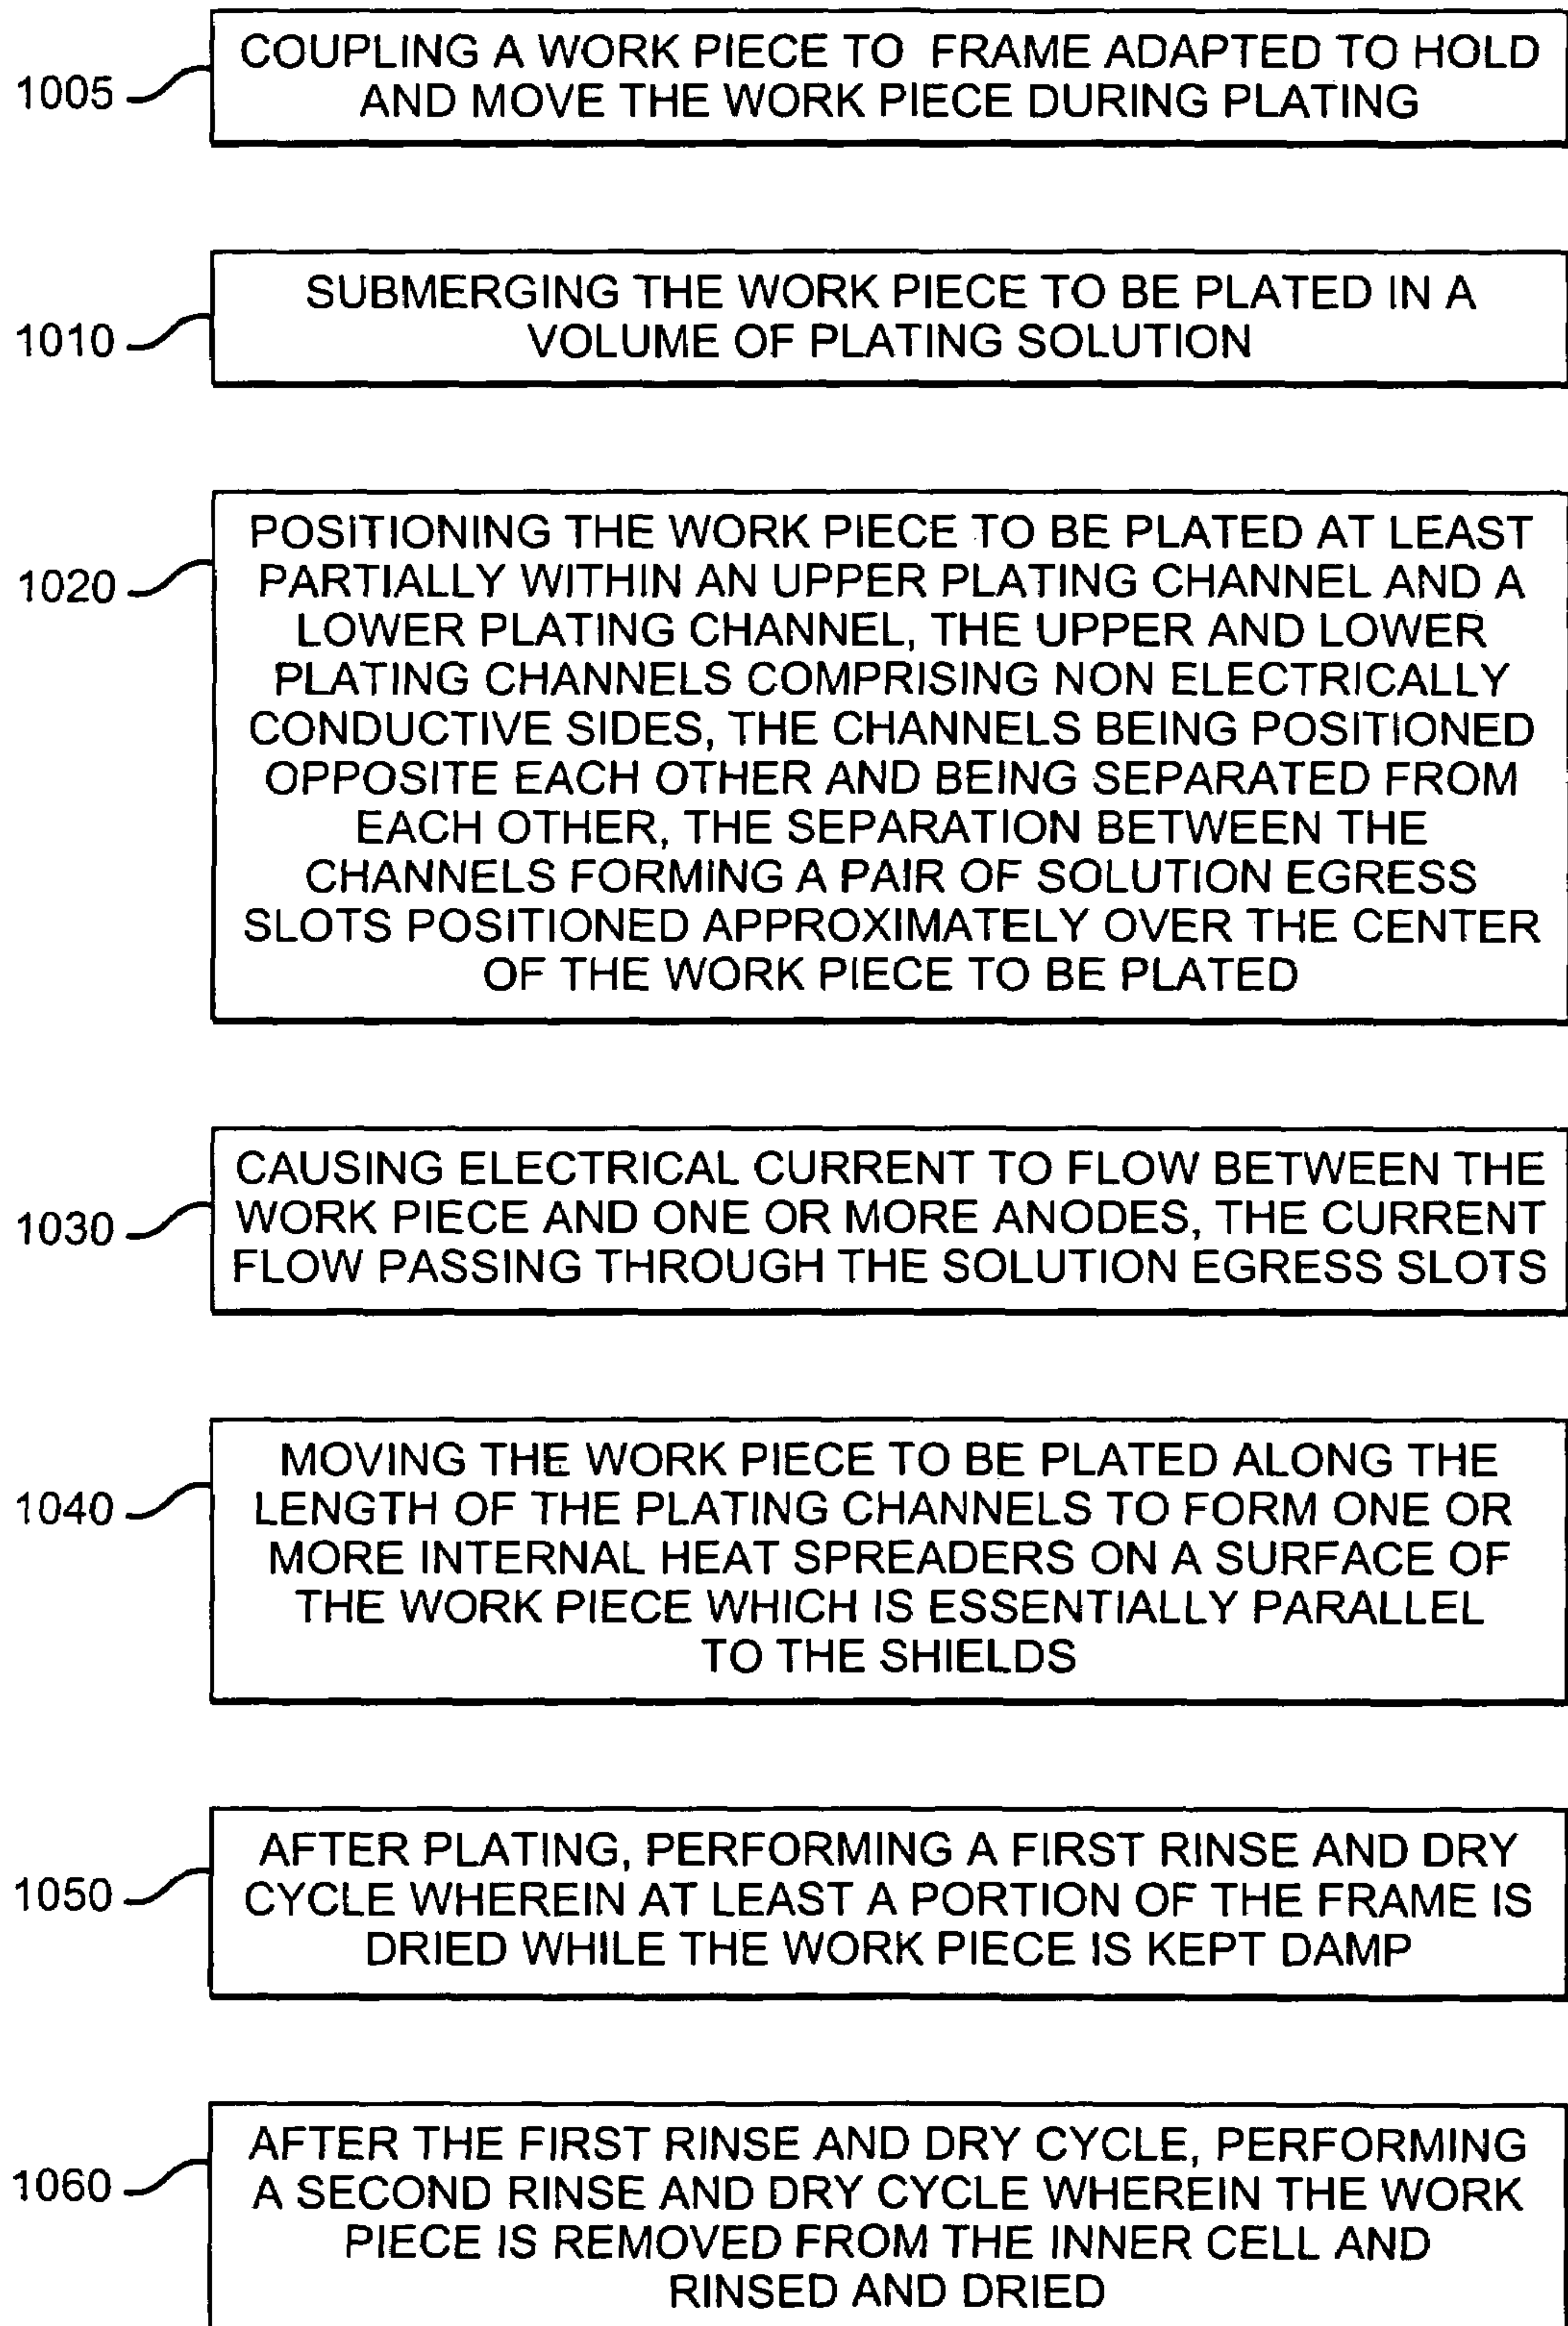 1005
COUPLING A WORK PIECE TO FRAME ADAPTED TO HOLD
AND MOVE THE WORK PIECE DURING PLATING
1010
SUBMERGING THE WORK PIECE TO BE PLATED IN A
VOLUME OF PLATING SOLUTION
1020
POSITIONING THE WORK PIECE TO BE PLATED AT LEAST
PARTIALLY WITHIN AN UPPER PLATING CHANNEL AND A
LOWER PLATING CHANNEL, THE UPPER AND LOWER
PLATING CHANNELS COMPRISING NON ELECTRICALLY
CONDUCTIVE SIDES, THE CHANNELS BEING POSITIONED
OPPOSITE EACH OTHER AND BEING SEPARATED FROM
EACH OTHER, THE SEPARATION BETWEEN THE
CHANNELS FORMING A PAIR OF SOLUTION EGRESS
SLOTS POSITIONED APPROXIMATELY OVER THE CENTER
OF THE WORK PIECE TO BE PLATED
1030
CAUSING ELECTRICAL CURRENT TO FLOW BETWEEN THE
WORK PIECE AND ONE OR MORE ANODES, THE CURRENT
FLOW PASSING THROUGH THE SOLUTION EGRESS SLOTS
1040
MOVING THE WORK PIECE TO BE PLATED ALONG THE
LENGTH OF THE PLATING CHANNELS TO FORM ONE OR
MORE INTERNAL HEAT SPREADERS ON A SURFACE OF
THE WORK PIECE WHICH IS ESSENTIALLY PARALLEL
TO THE SHIELDS
1050
AFTER PLATING, PERFORMING A FIRST RINSE AND DRY
CYCLE WHEREIN AT LEAST A PORTION OF THE FRAME IS
DRIED WHILE THE WORK PIECE IS KEPT DAMP
1060
AFTER THE FIRST RINSE AND DRY CYCLE, PERFORMING
A SECOND RINSE AND DRY CYCLE WHEREIN THE WORK
PIECE IS REMOVED FROM THE INNER CELL AND
RINSED AND DRIED